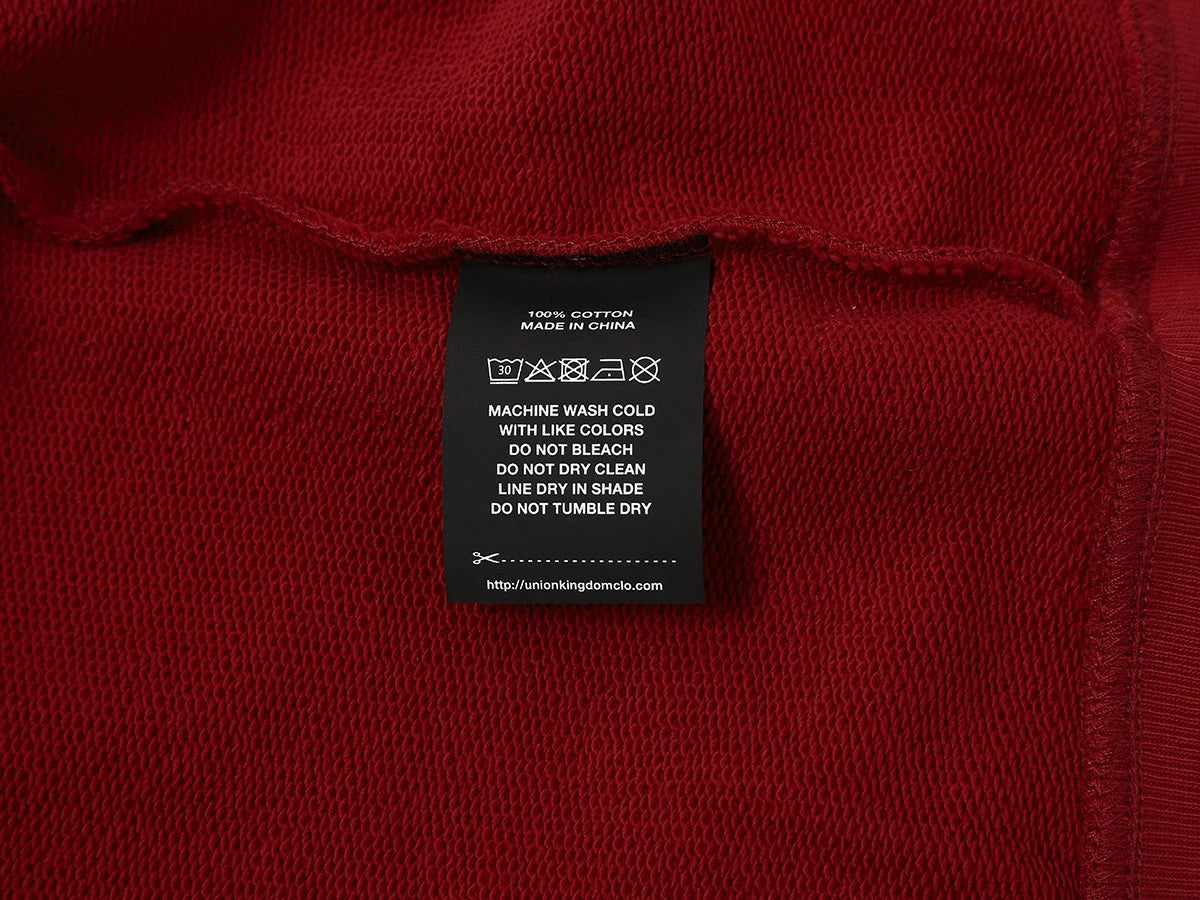 100% COTTON
MADE IN CHINA
30
MACHINE WASH COLD
WITH LIKE COLORS
DO NOT BLEACH
DO NOT DRY CLEAN
LINE DRY IN SHADE
DO NOT TUMBLE DRY
http://unionkingdomclo.com